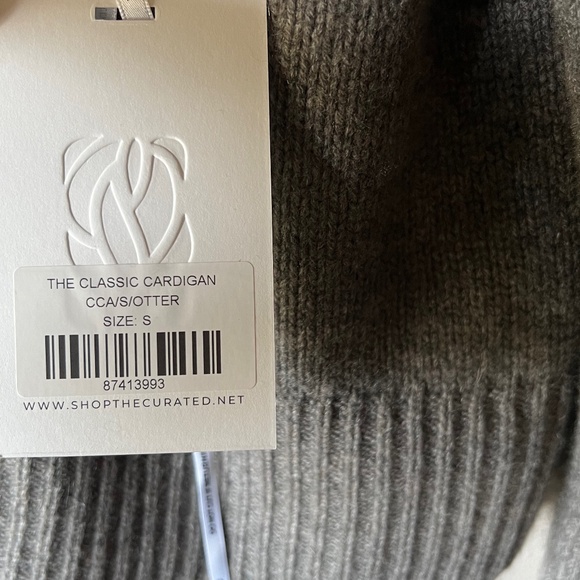 THE CLASSIC CARDIGAN
CCA/S/OTTER
SIZE: S
87413993
WWW.SHOPTHECURATED.NET